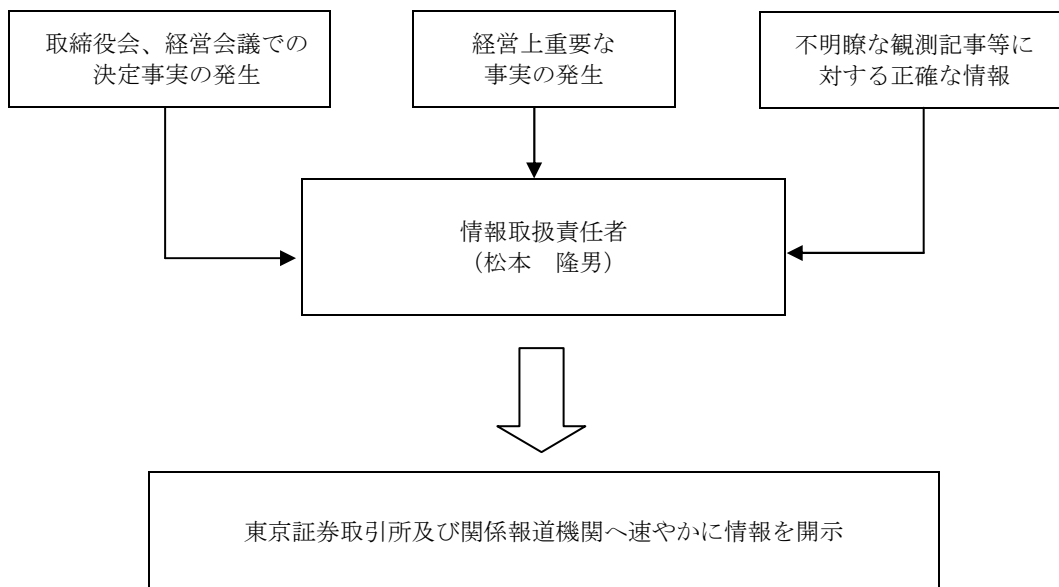 取締役会、経営会議での
決定事実の発生
経営上重要な
事実の発生
不明瞭な観測記事等に
対する正確な情報
情報取扱責任者
（松本　隆男）
東京証券取引所及び関係報道機関へ速やかに情報を開示